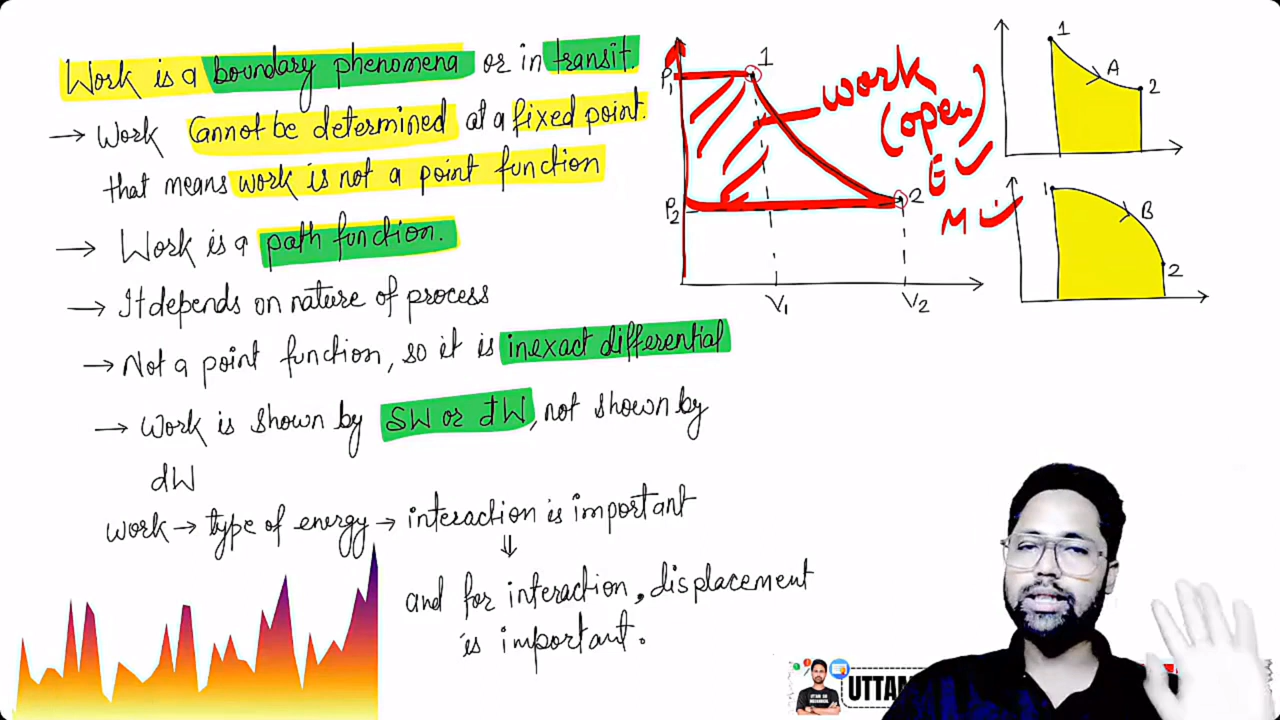 Work is a boundary phenomena or in transit.
→ Work Cannot be determined at a fixed point.
that means work is not a point function
→ Work is a path function.
→ It depends on nature of process
→ Not a point function, so it is inexact differential
→ Work is shown by δW or đW, not shown by
dW
work → type of energy → interaction is important
⇓
and for interaction, displacement
is important.
P1
1
work
(open)
E
M
P2
2
V1
V2
1
A
2
1
B
2
UTTAM